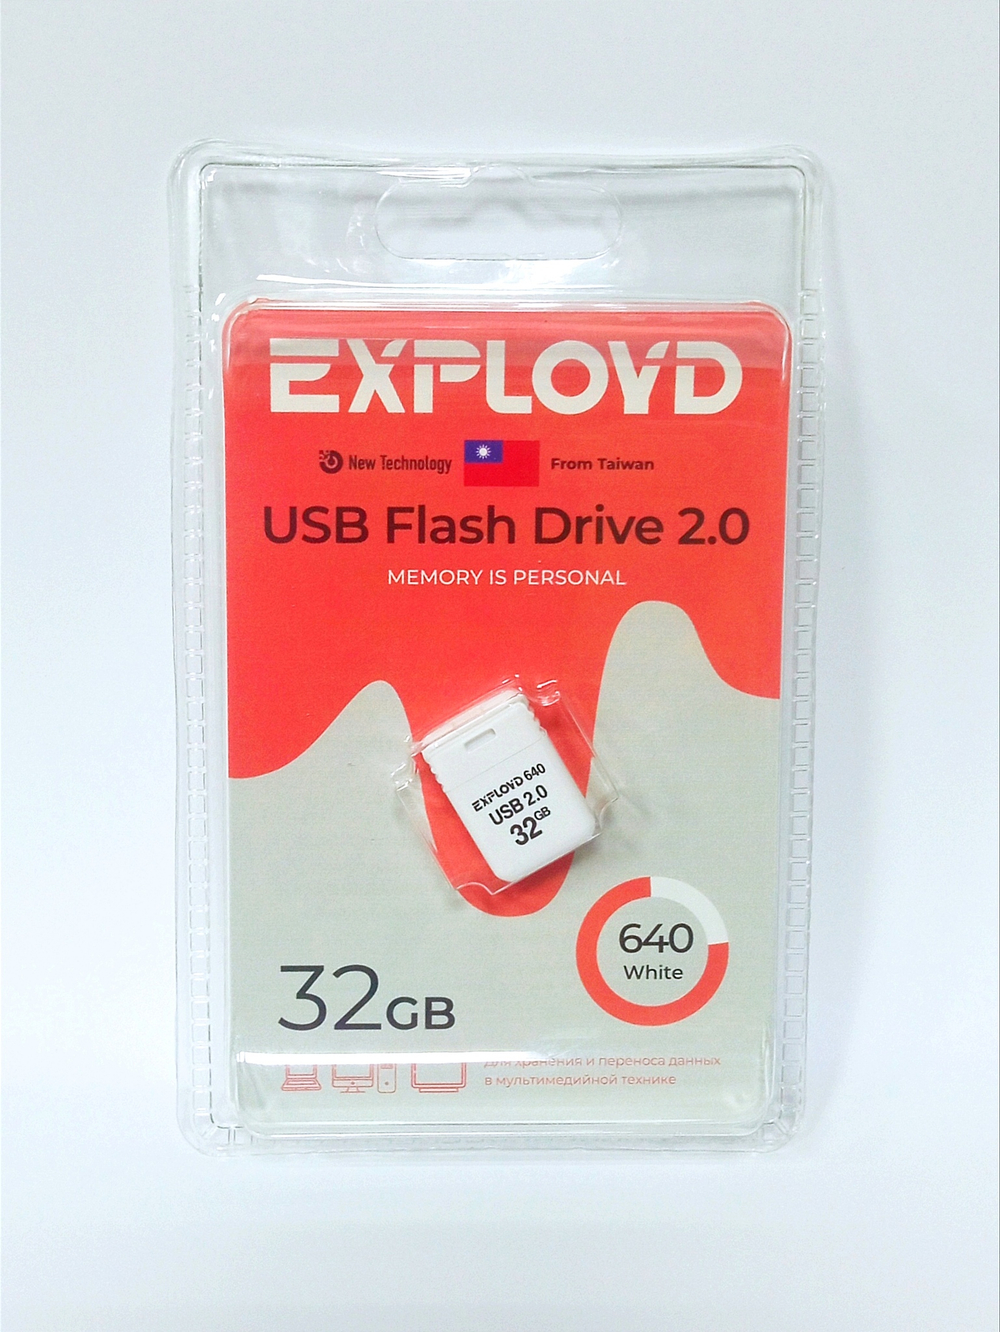 EXPLOYD
New Technology From Taiwan
USB Flash Drive 2.0
MEMORY IS PERSONAL
EXPLOYD 640
USB 2.0
32GB
640
White
32GB
Для хранения и переноса данных
в мультимедийной технике